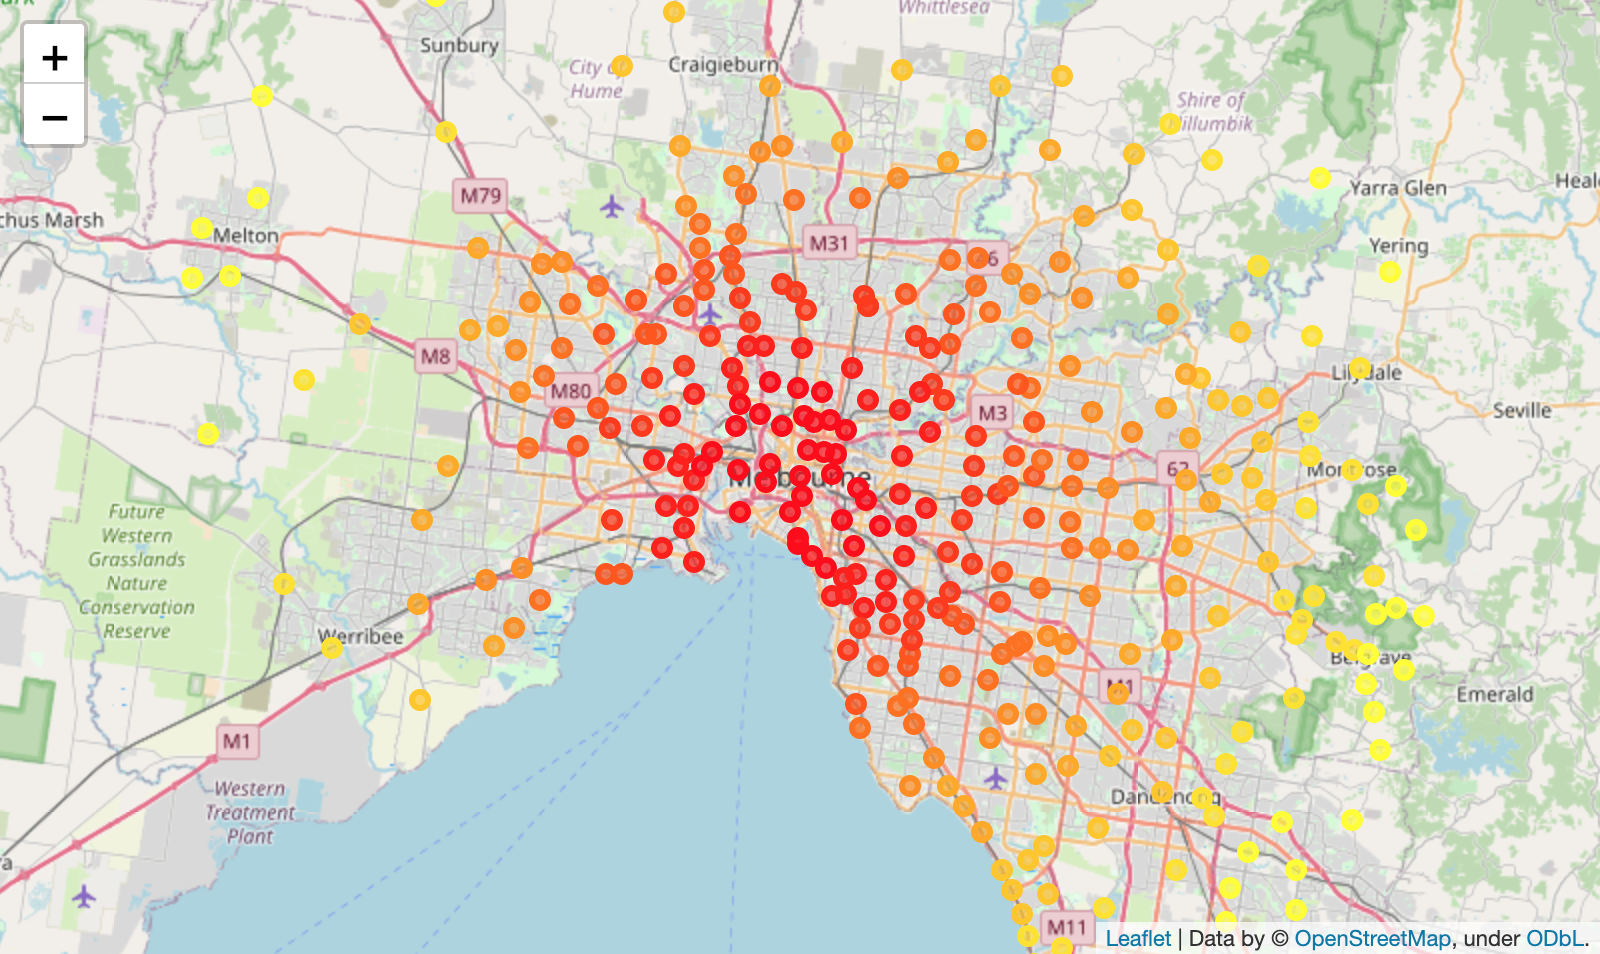 +
−
Sunbury
Craigieburn
Whittlesea
City of
Hume
Shire of
Nillumbik
Yarra Glen
Yering
M79
chus Marsh
Melton
M31
M8
M80
M3
Lilydale
Seville
Montrose
Melbourne
Future
Western
Grasslands
Nature
Conservation
Reserve
Werribee
Belgrave
Emerald
M1
M1
Western
Treatment
Plant
Dandenong
M11
Leaflet | Data by © OpenStreetMap, under ODbL.